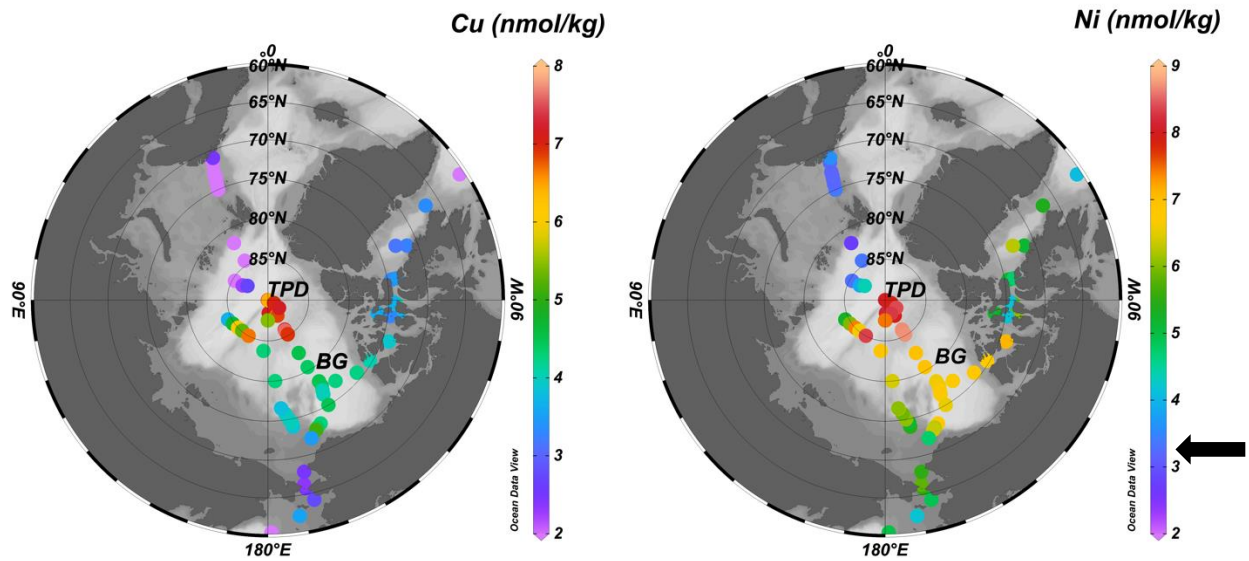 Cu (nmol/kg)
0°
60°N
65°N
70°N
75°N
80°N
85°N
TPD
BG
90°E
90°W
180°E
Ocean Data View
8
7
6
5
4
3
2
Ni (nmol/kg)
0°
60°N
65°N
70°N
75°N
80°N
85°N
TPD
BG
90°E
90°W
180°E
Ocean Data View
9
8
7
6
5
4
3
2